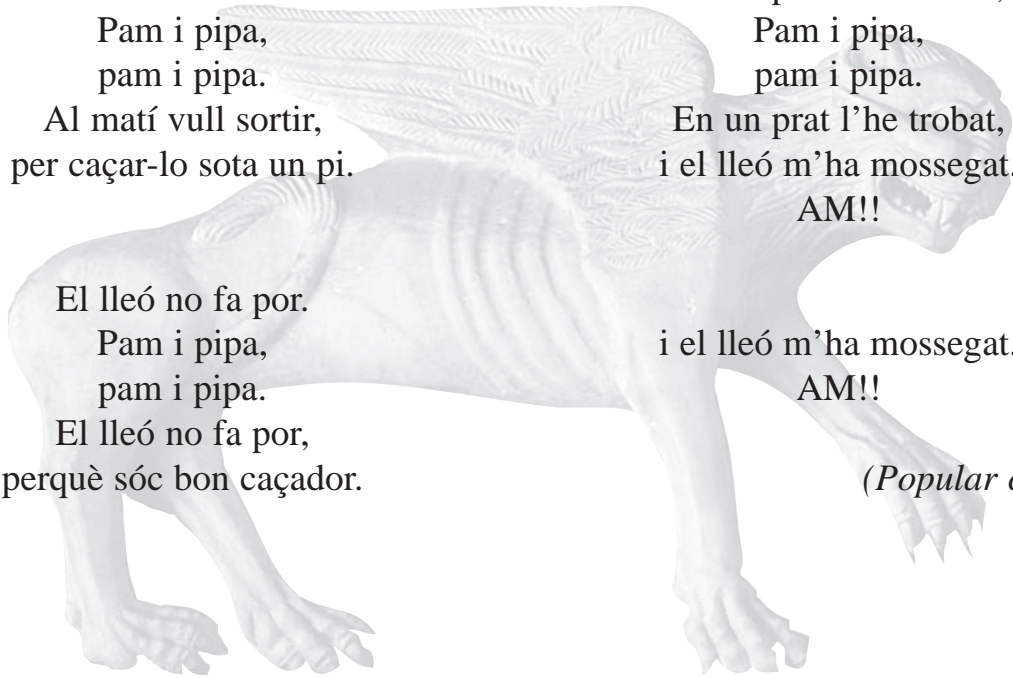 Pam i pipa,
pam i pipa.
Al matí vull sortir,
per caçar-lo sota un pi.
El lleó no fa por.
Pam i pipa,
pam i pipa.
El lleó no fa por,
perquè sóc bon caçador.
Pam i pipa,
pam i pipa.
En un prat l’he trobat,
i el lleó m’ha mossegat.
AM!!
i el lleó m’ha mossegat.
AM!!
(Popular